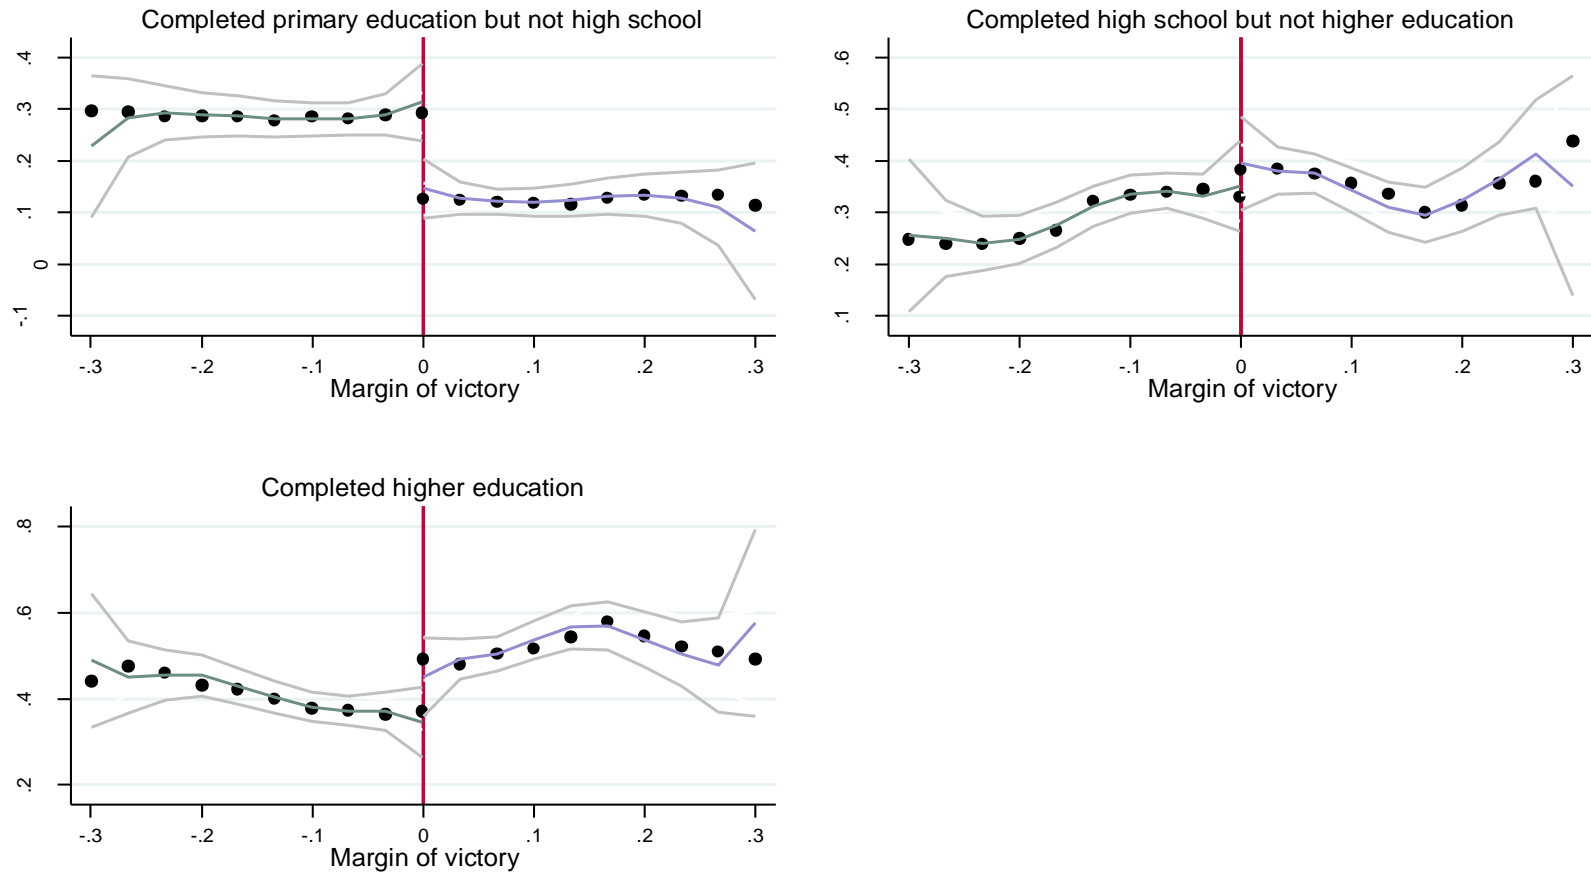 Completed primary education but not high school
.4
.3
.2
.1
0
-.1
-.3 -.2 -.1 0 .1 .2 .3
Margin of victory
Completed high school but not higher education
.6
.5
.4
.3
.2
.1
-.3 -.2 -.1 0 .1 .2 .3
Margin of victory
Completed higher education
.8
.6
.4
.2
-.3 -.2 -.1 0 .1 .2 .3
Margin of victory